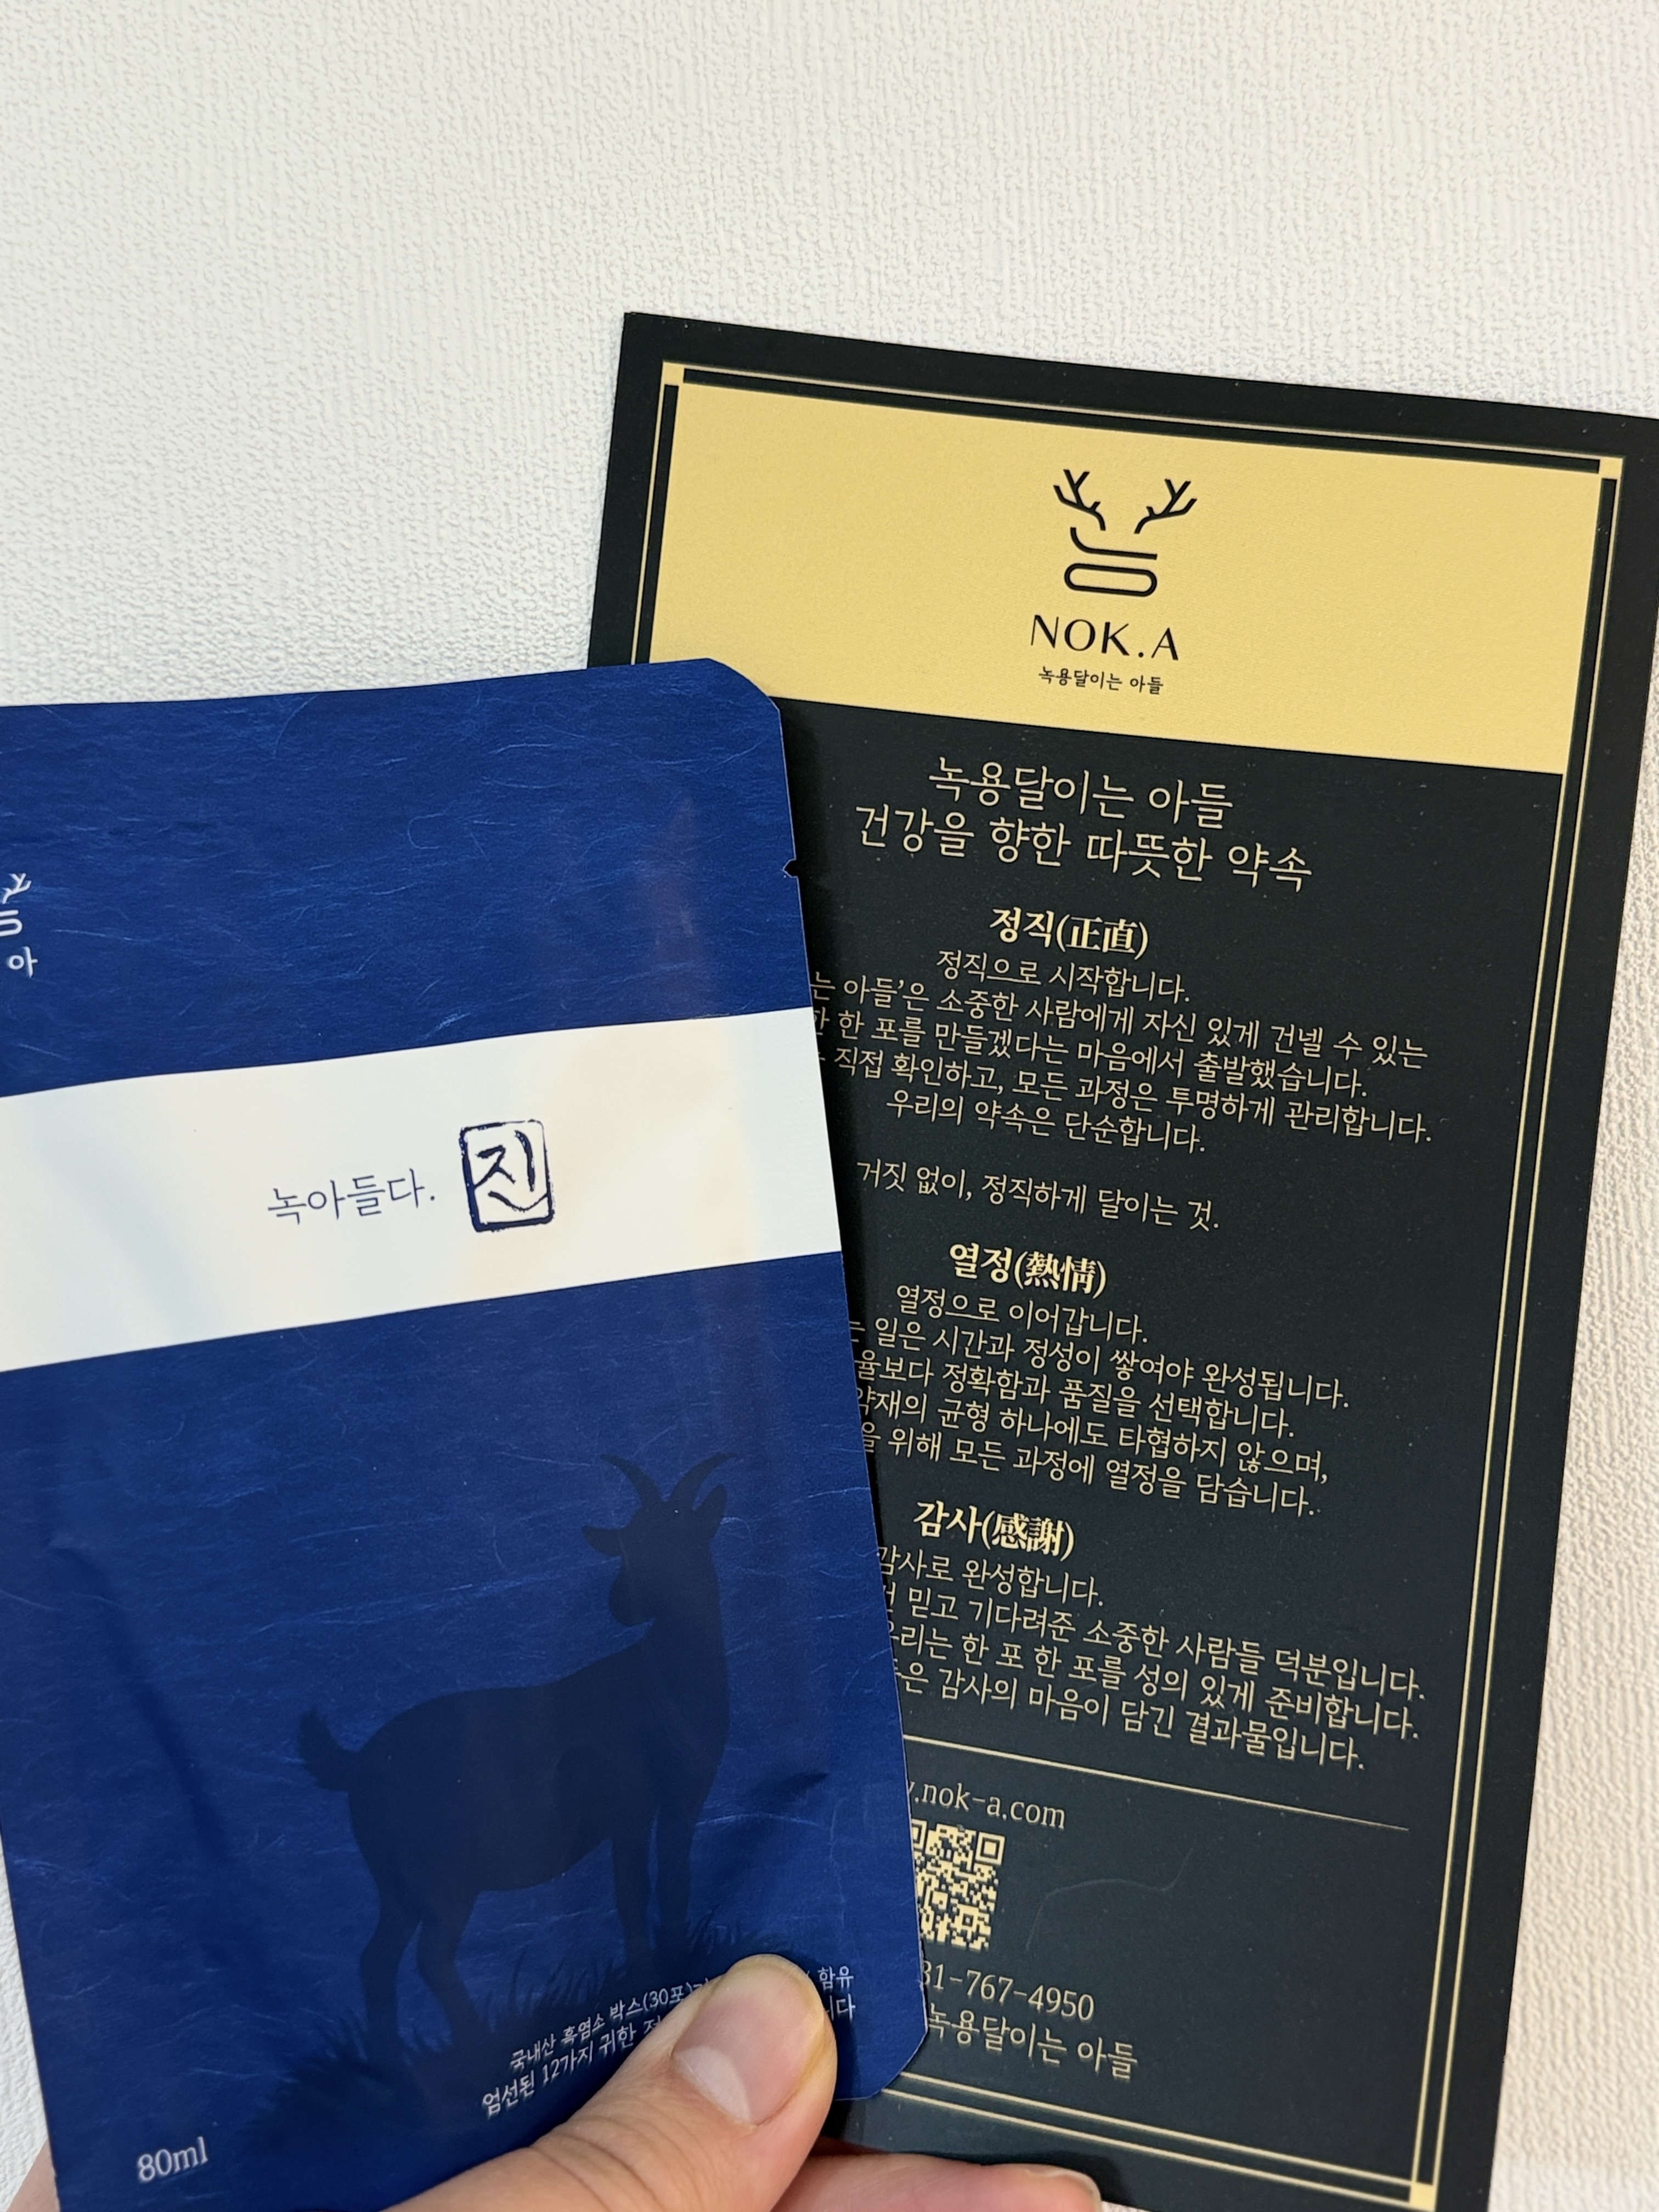 아
녹아들다.
진
국내산 흑염소 박스(30포) 함유
엄선된 12가지 귀한
80ml
NOK.A
녹용달이는 아들
녹용달이는 아들
건강을 향한 따뜻한 약속
정직(正直)
정직으로 시작합니다.
아들’은 소중한 사람에게 자신 있게 건넬 수 있는
한 포를 만들겠다는 마음에서 출발했습니다.
직접 확인하고, 모든 과정은 투명하게 관리합니다.
우리의 약속은 단순합니다.
거짓 없이, 정직하게 달이는 것.
열정(熱情)
열정으로 이어갑니다.
일은 시간과 정성이 쌓여야 완성됩니다.
정확함과 품질을 선택합니다.
균형 하나에도 타협하지 않으며,
위해 모든 과정에 열정을 담습니다.
감사(感謝)
감사로 완성합니다.
믿고 기다려준 소중한 사람들 덕분입니다.
우리는 한 포 한 포를 성의 있게 준비합니다.
감사의 마음이 담긴 결과물입니다.
.nok-a.com
31-767-4950
녹용달이는 아들